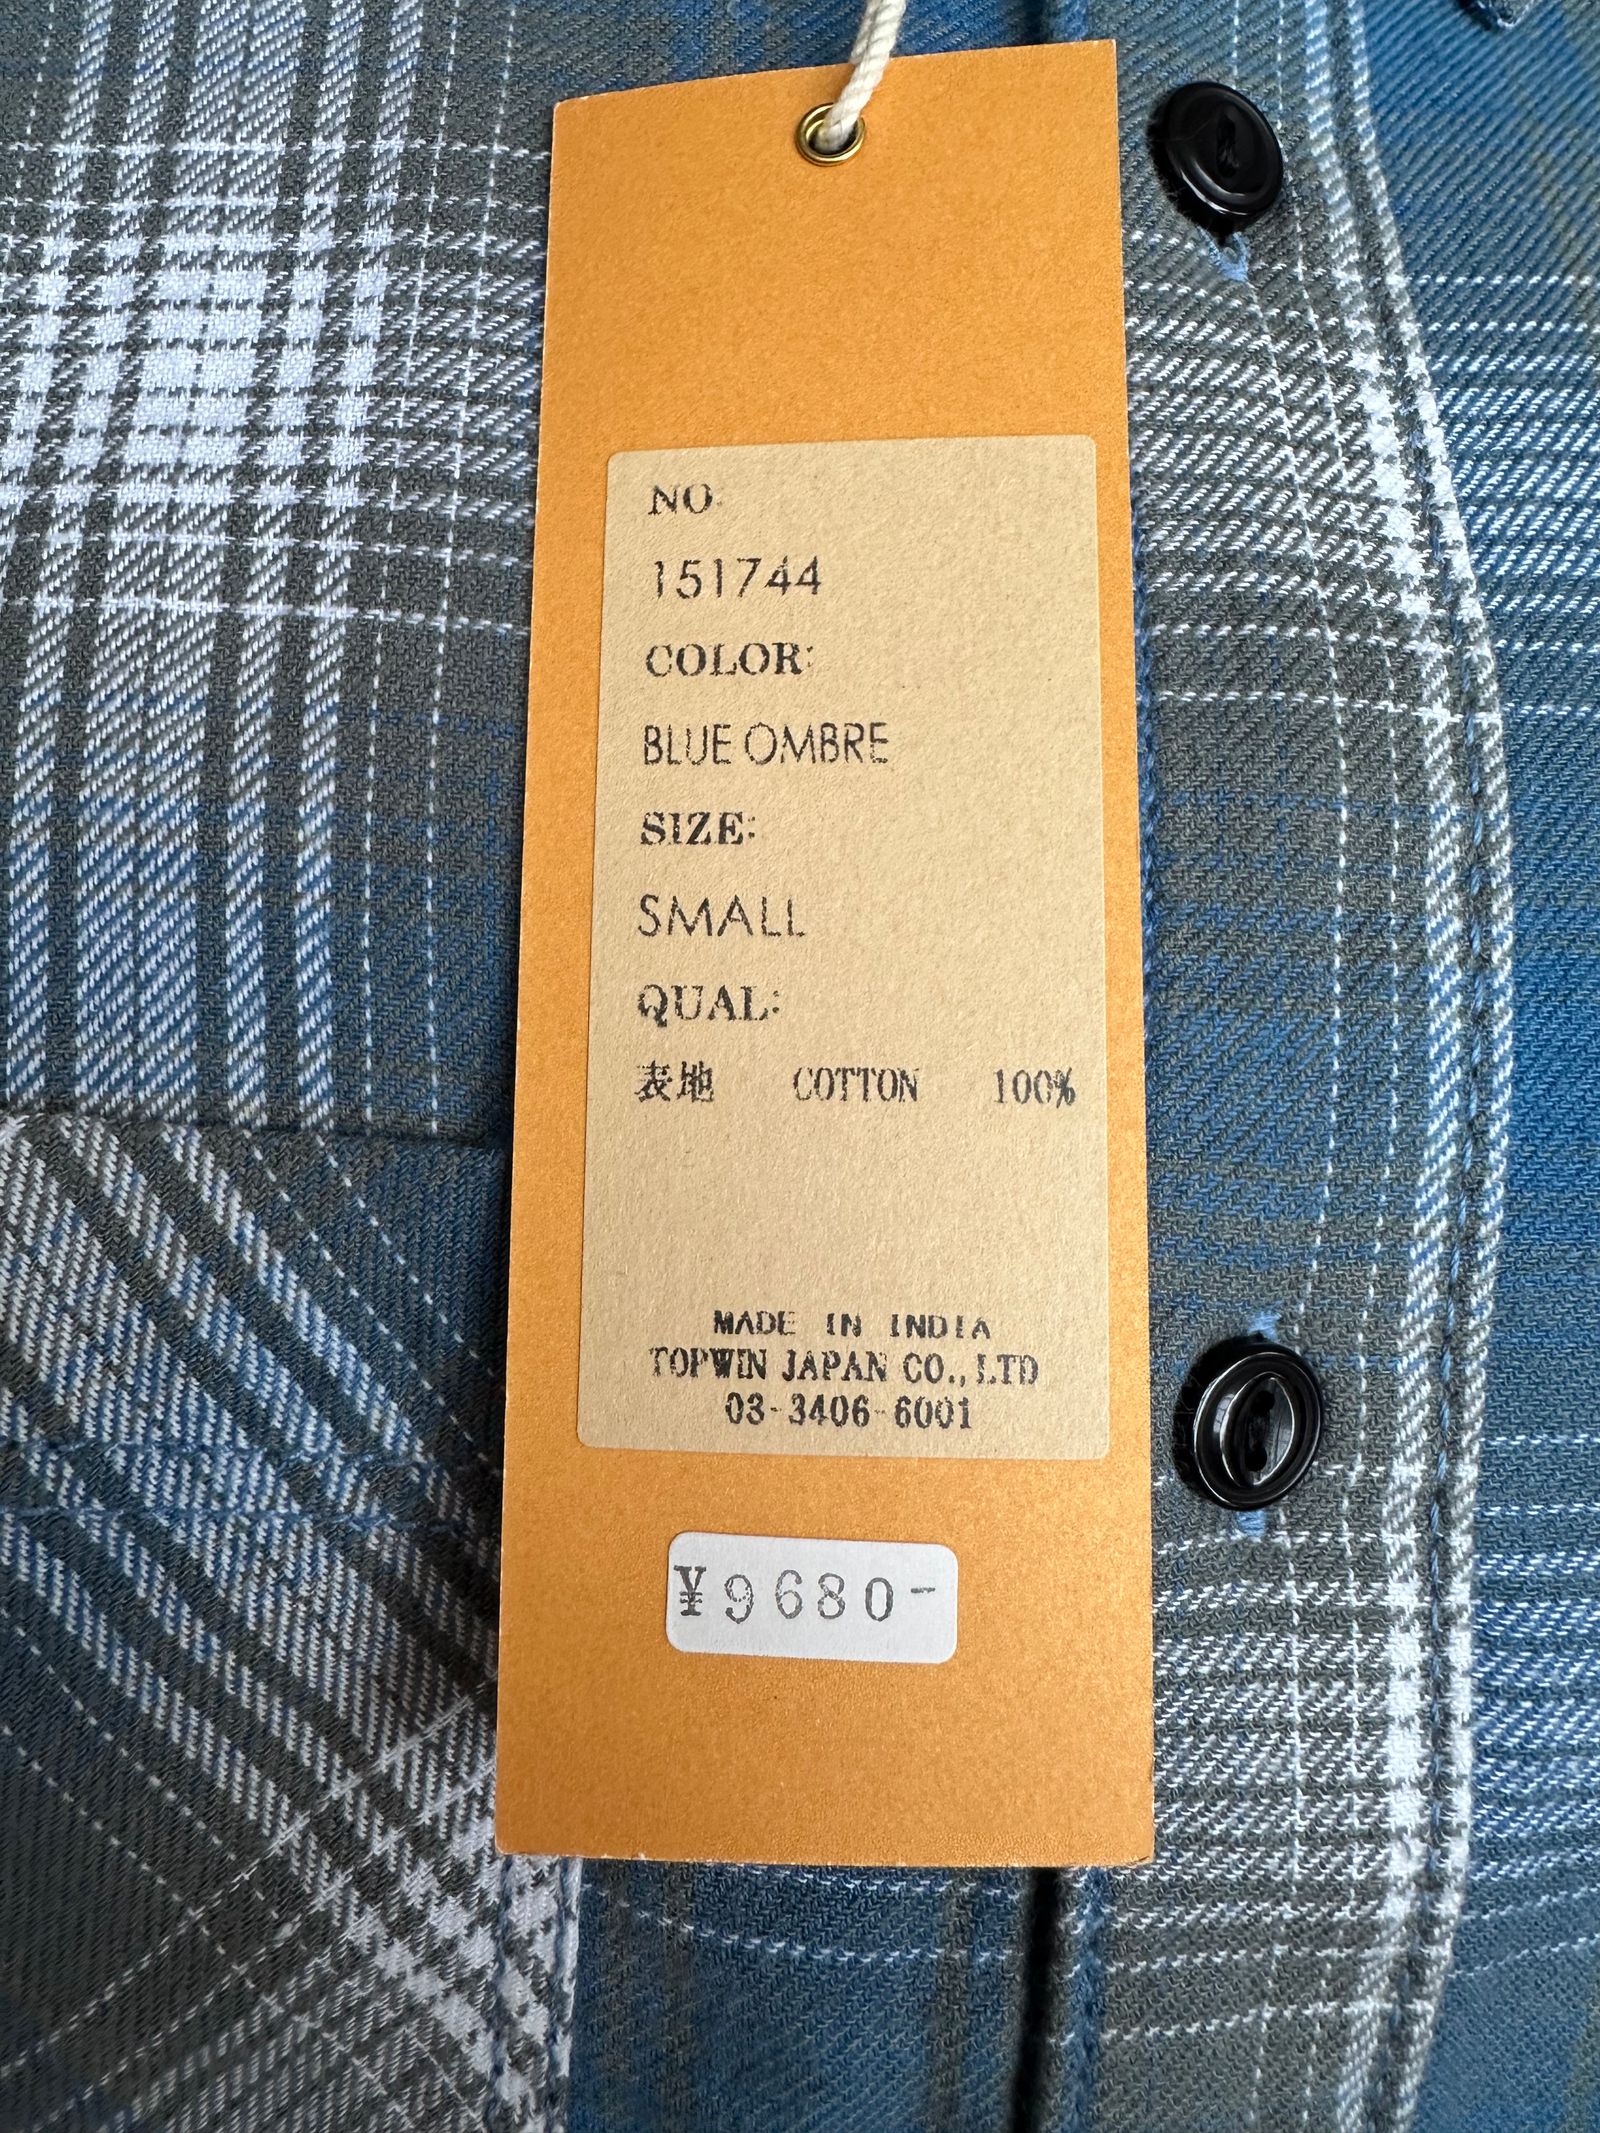 NO:
151744
COLOR:
BLUE OMBRE
SIZE:
SMALL
QUAL:
表地 COTTON 100%
MADE IN INDIA
TOPWIN JAPAN CO., LTD
03-3406-6001
¥9680-